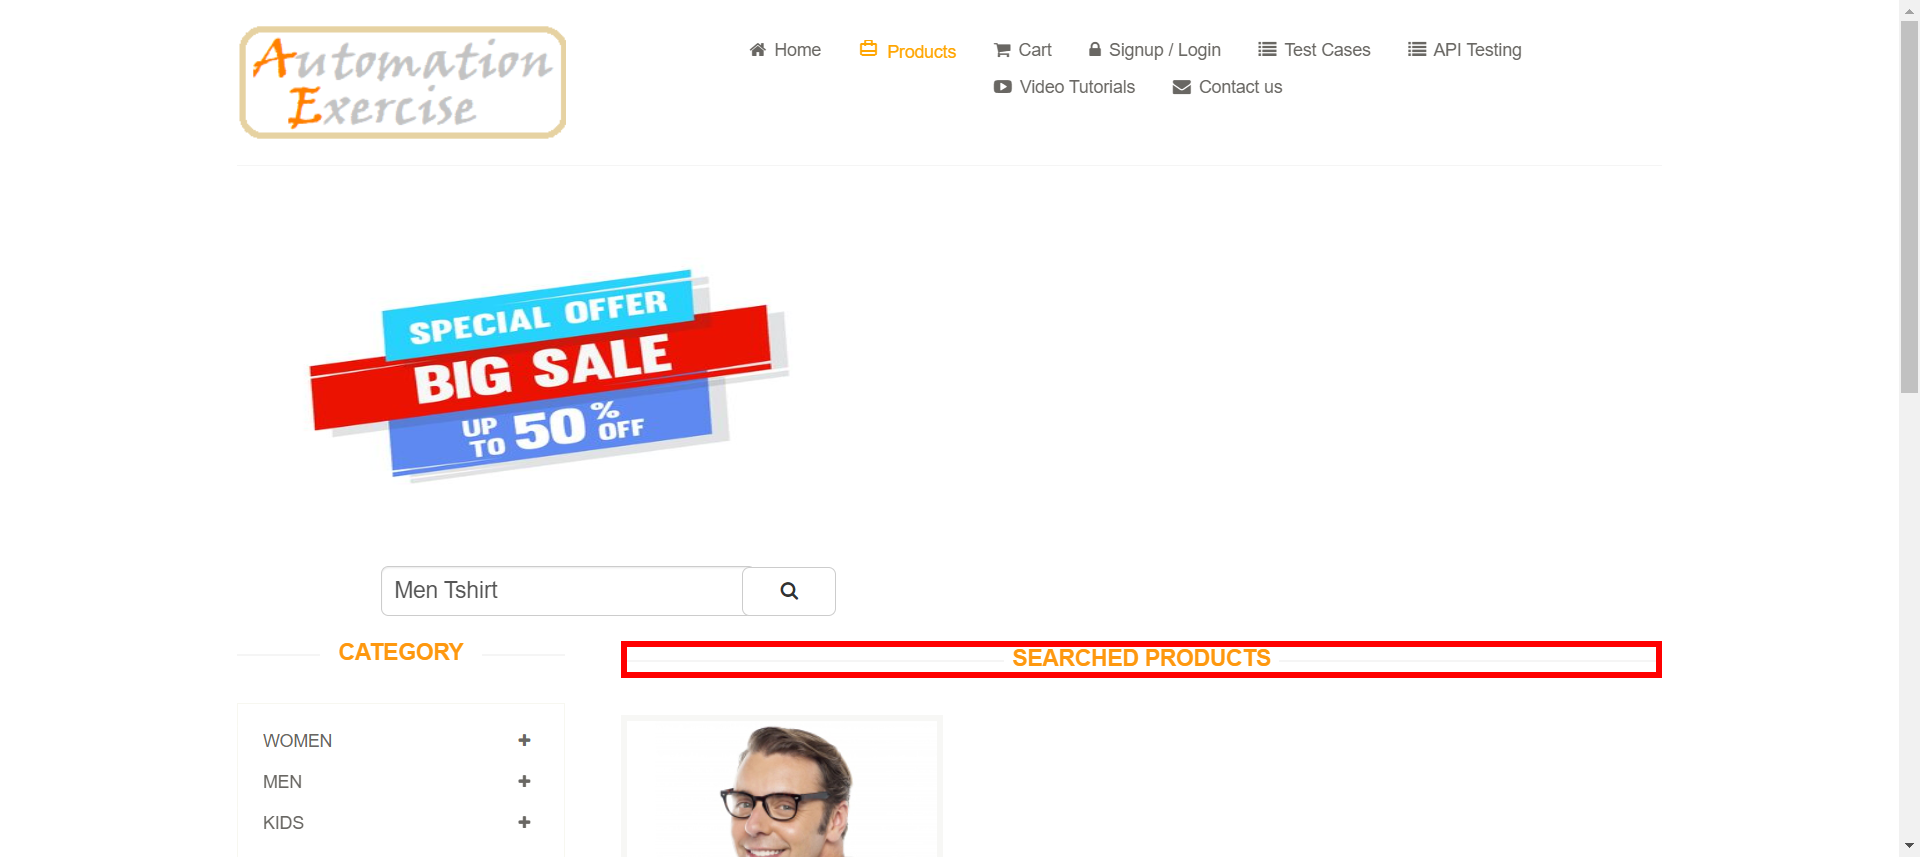 Automation
Exercise
Home
Products
Cart
Signup / Login
Test Cases
API Testing
Video Tutorials
Contact us
SPECIAL OFFER
BIG SALE
UP TO 50% OFF
Men Tshirt
CATEGORY
SEARCHED PRODUCTS
WOMEN
MEN
KIDS